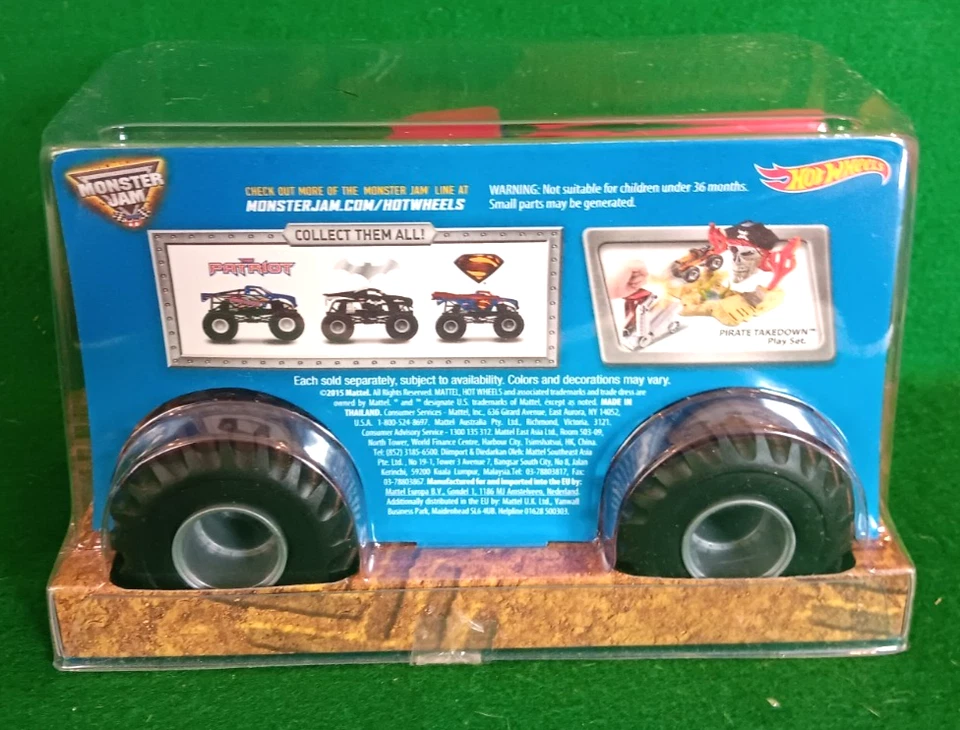 MONSTER
JAM
CHECK OUT MORE OF THE MONSTER JAM® LINE AT
MONSTERJAM.COM/HOTWHEELS
WARNING: Not suitable for children under 36 months.
Small parts may be generated.
HOT WHEELS
COLLECT THEM ALL!
PATRIOT
PIRATE TAKEDOWN™
Play Set.
Each sold separately, subject to availability. Colors and decorations may vary.
©2015 Mattel. All Rights Reserved. MATTEL, HOT WHEELS and associated trademarks and trade dress are
owned by Mattel. ® and ™ designate U.S. trademarks of Mattel, except as noted. MADE IN
THAILAND. Consumer Services - Mattel, Inc., 636 Girard Avenue, East Aurora, NY 14052,
U.S.A. 1-800-524-8697. Mattel Australia Pty. Ltd., Richmond, Victoria. 3121.
Consumer Advisory Service - 1300 135 312. Mattel East Asia Ltd., Room 503-09,
North Tower, World Finance Centre, Harbour City, Tsimshatsui, HK, China.
Tel: (852) 3185-6500. Diimport & Diedarkan Oleh: Mattel Southeast Asia
Pte. Ltd., No 19-1, Tower 3 Avenue 7, Bangsar South City, No 8, Jalan
Kerinchi, 59200 Kuala Lumpur, Malaysia.Tel: 03-78803817, Fax:
03-78803867. Manufactured for and imported into the EU by:
Mattel Europa B.V., Gondel 1, 1186 MJ Amstelveen, Nederland.
Additionally distributed in the EU by: Mattel U.K. Ltd., Vanwall
Business Park, Maidenhead SL6 4UB. Helpline 01628 500303.